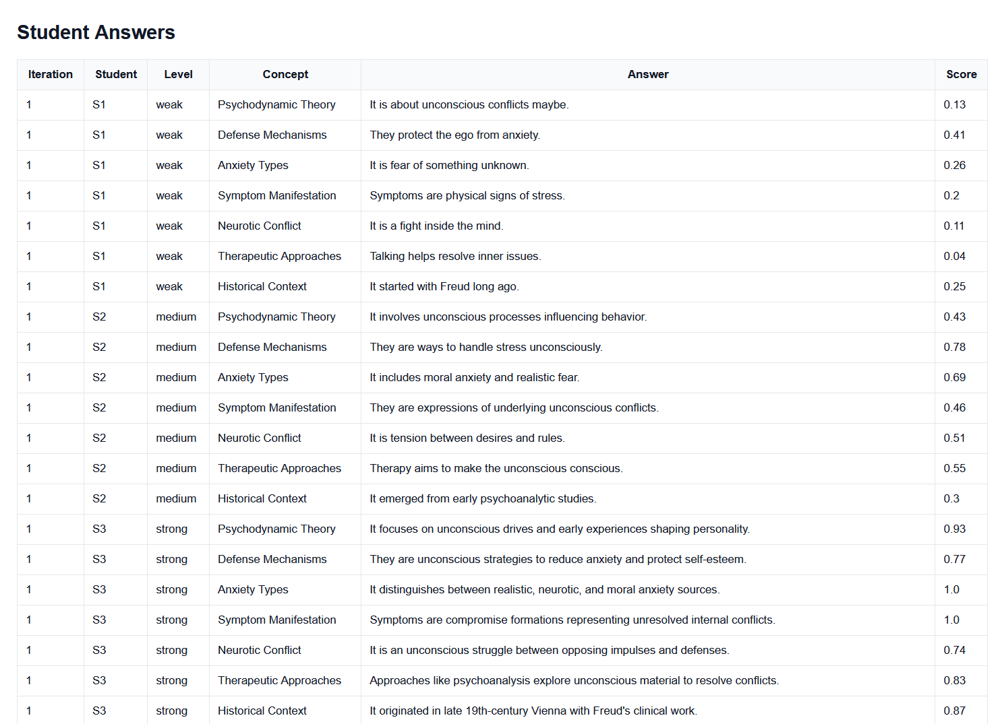 Student Answers
Iteration Student Level Concept Answer Score
1 S1 weak Psychodynamic Theory It is about unconscious conflicts maybe. 0.13
1 S1 weak Defense Mechanisms They protect the ego from anxiety. 0.41
1 S1 weak Anxiety Types It is fear of something unknown. 0.26
1 S1 weak Symptom Manifestation Symptoms are physical signs of stress. 0.2
1 S1 weak Neurotic Conflict It is a fight inside the mind. 0.11
1 S1 weak Therapeutic Approaches Talking helps resolve inner issues. 0.04
1 S1 weak Historical Context It started with Freud long ago. 0.25
1 S2 medium Psychodynamic Theory It involves unconscious processes influencing behavior. 0.43
1 S2 medium Defense Mechanisms They are ways to handle stress unconsciously. 0.78
1 S2 medium Anxiety Types It includes moral anxiety and realistic fear. 0.69
1 S2 medium Symptom Manifestation They are expressions of underlying unconscious conflicts. 0.46
1 S2 medium Neurotic Conflict It is tension between desires and rules. 0.51
1 S2 medium Therapeutic Approaches Therapy aims to make the unconscious conscious. 0.55
1 S2 medium Historical Context It emerged from early psychoanalytic studies. 0.3
1 S3 strong Psychodynamic Theory It focuses on unconscious drives and early experiences shaping personality. 0.93
1 S3 strong Defense Mechanisms They are unconscious strategies to reduce anxiety and protect self-esteem. 0.77
1 S3 strong Anxiety Types It distinguishes between realistic, neurotic, and moral anxiety sources. 1.0
1 S3 strong Symptom Manifestation Symptoms are compromise formations representing unresolved internal conflicts. 1.0
1 S3 strong Neurotic Conflict It is an unconscious struggle between opposing impulses and defenses. 0.74
1 S3 strong Therapeutic Approaches Approaches like psychoanalysis explore unconscious material to resolve conflicts. 0.83
1 S3 strong Historical Context It originated in late 19th-century Vienna with Freud's clinical work. 0.87